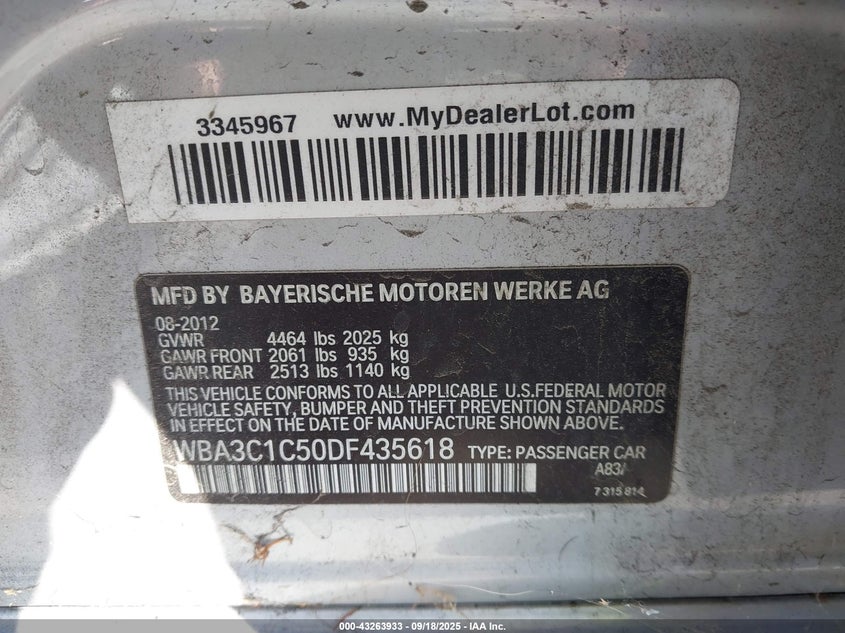 3345967 www.MyDealerLot.com
MFD BY BAYERISCHE MOTOREN WERKE AG
08-2012
GVWR 4464 lbs 2025 kg
GAWR FRONT 2061 lbs 935 kg
GAWR REAR 2513 lbs 1140 kg
THIS VEHICLE CONFORMS TO ALL APPLICABLE U.S.FEDERAL MOTOR
VEHICLE SAFETY, BUMPER AND THEFT PREVENTION STANDARDS
IN EFFECT ON THE DATE OF MANUFACTURE SHOWN ABOVE.
WBA3C1C50DF435618 TYPE: PASSENGER CAR
A83/
7315814
000-43263933 - 09/18/2025 - IAA Inc.